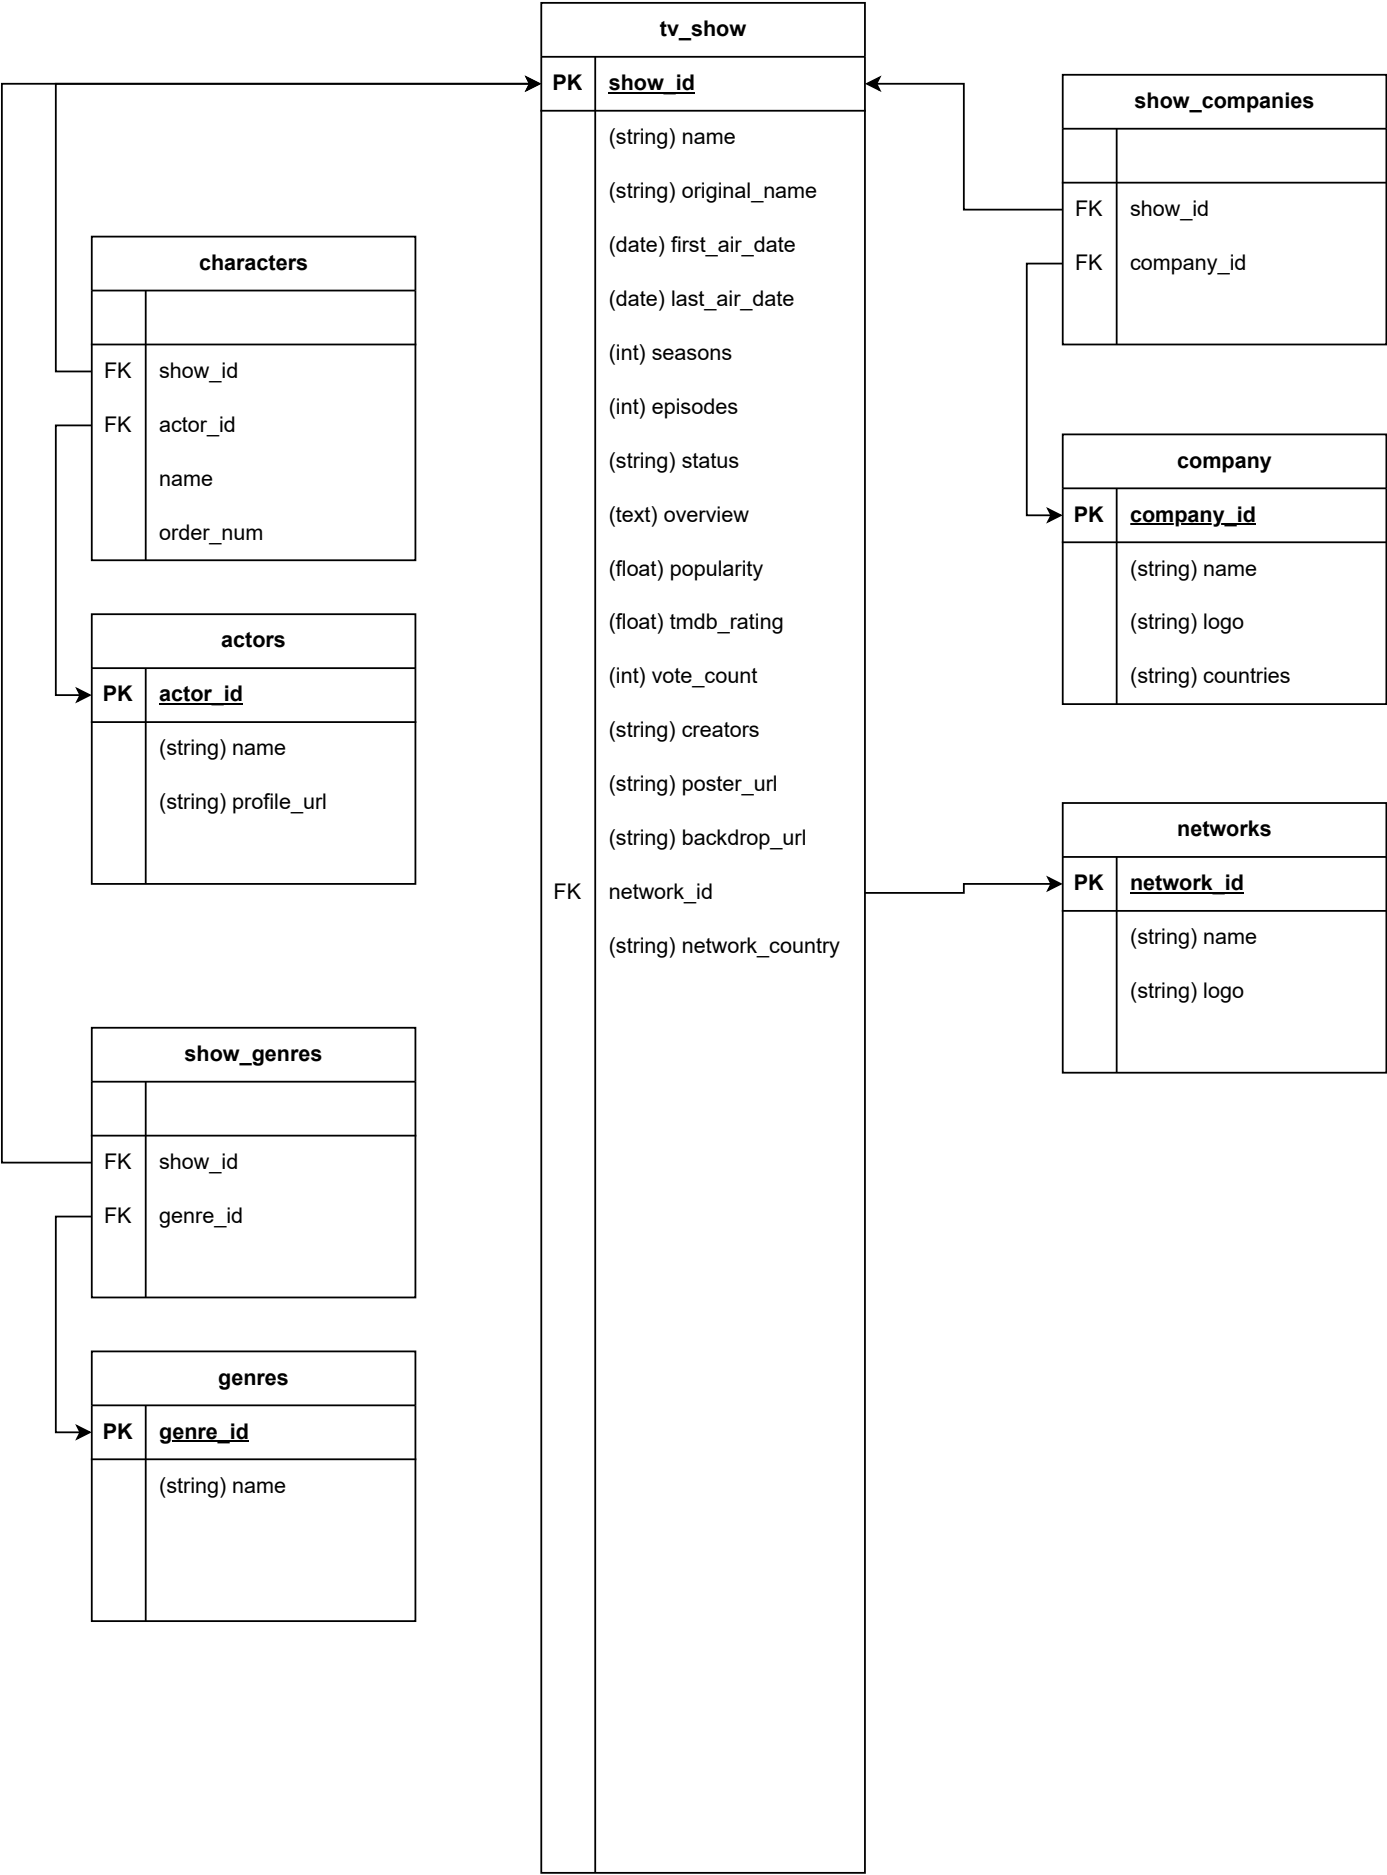 tv_show
PK show_id
(string) name
(string) original_name
(date) first_air_date
(date) last_air_date
(int) seasons
(int) episodes
(string) status
(text) overview
(float) popularity
(float) tmdb_rating
(int) vote_count
(string) creators
(string) poster_url
(string) backdrop_url
FK network_id
(string) network_country
characters
FK show_id
FK actor_id
name
order_num
actors
PK actor_id
(string) name
(string) profile_url
show_genres
FK show_id
FK genre_id
genres
PK genre_id
(string) name
show_companies
FK show_id
FK company_id
company
PK company_id
(string) name
(string) logo
(string) countries
networks
PK network_id
(string) name
(string) logo